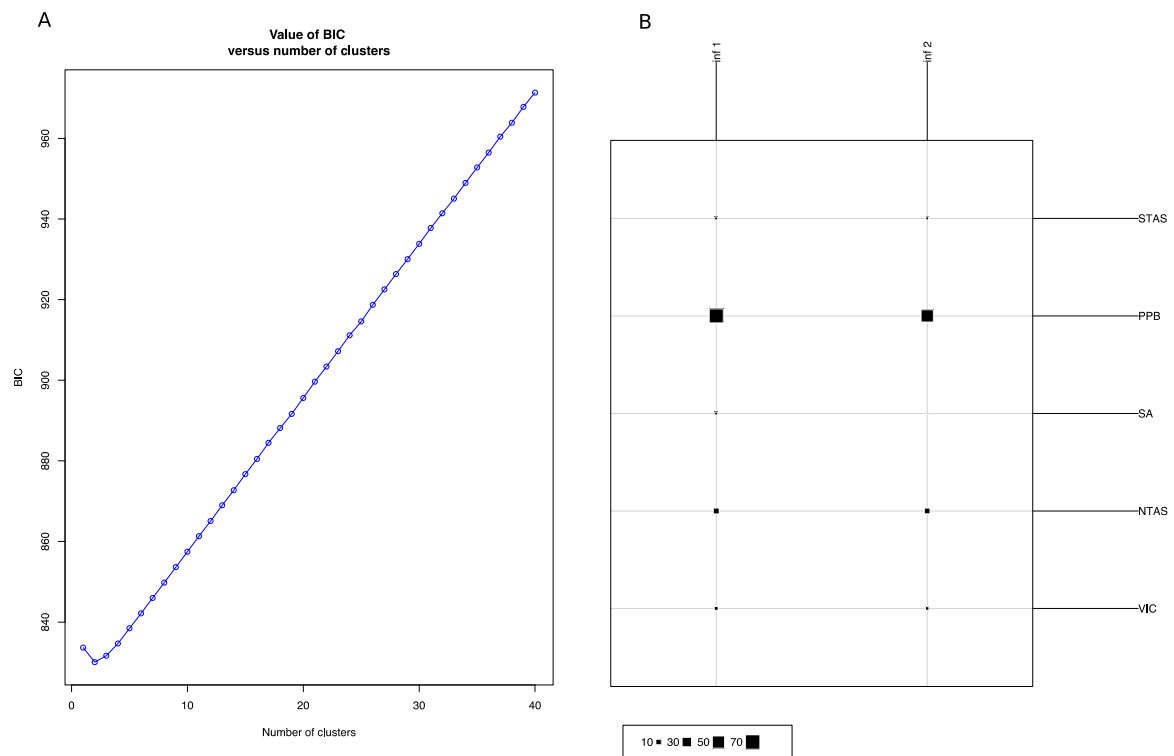 A
Value of BIC
versus number of clusters
BIC
960
940
920
900
880
860
840
0 10 20 30 40
Number of clusters
B
inf 1 inf 2
STAS
PPB
SA
NTAS
VIC
10 30 50 70